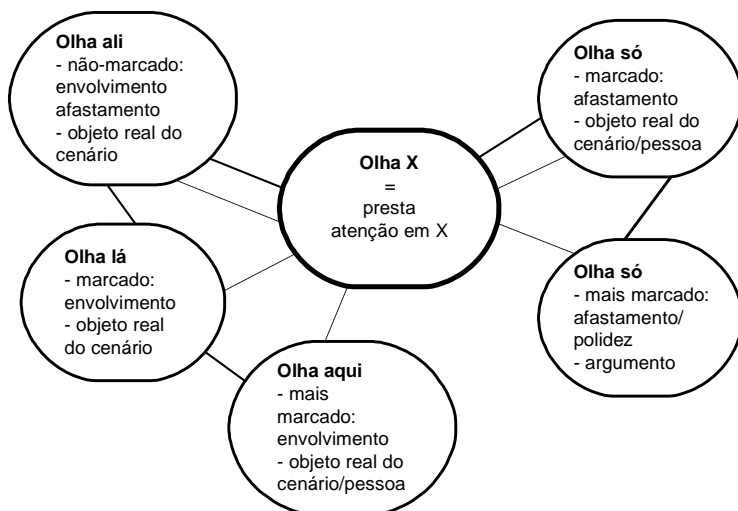 Olha ali
- não-marcado:
envolvimento
afastamento
- objeto real do
cenário
Olha só
- marcado:
afastamento
- objeto real do
cenário/pessoa
Olha X
=
presta
atenção em X
Olha lá
- marcado:
envolvimento
- objeto real
do cenário
Olha só
- mais marcado:
afastamento/
polidez
- argumento
Olha aqui
- mais
marcado:
envolvimento
- objeto real do
cenário/pessoa